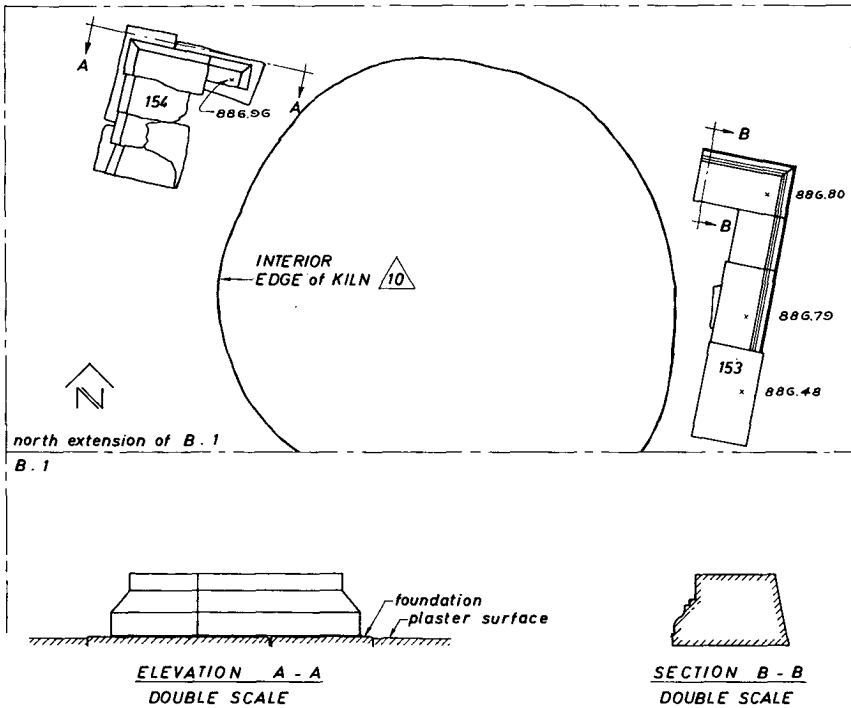 A
A
154
886.96
B
B
886.80
INTERIOR
EDGE of KILN 10
886.79
153
886.48
N
north extension of B.1
B.1
foundation
plaster surface
ELEVATION A-A
DOUBLE SCALE
SECTION B-B
DOUBLE SCALE